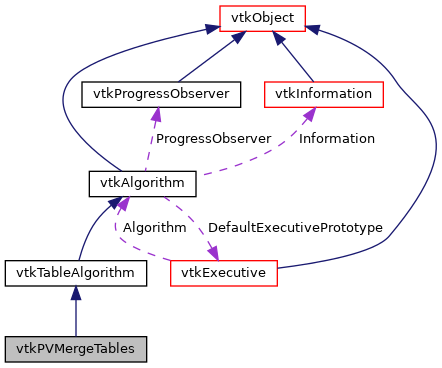 vtkObject
vtkProgressObserver
vtkInformation
ProgressObserver
Information
vtkAlgorithm
Algorithm
DefaultExecutivePrototype
vtkTableAlgorithm
vtkExecutive
vtkPVMergeTables